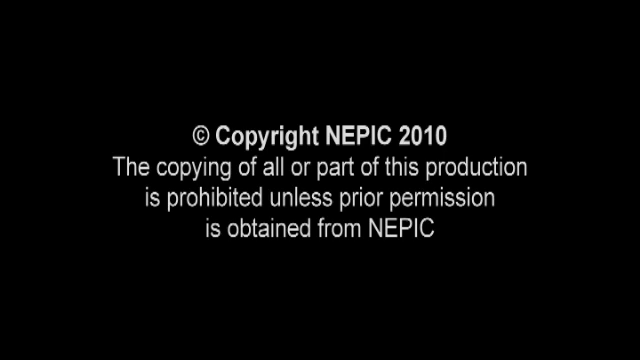 © Copyright NEPIC 2010
The copying of all or part of this production
is prohibited unless prior permission
is obtained from NEPIC